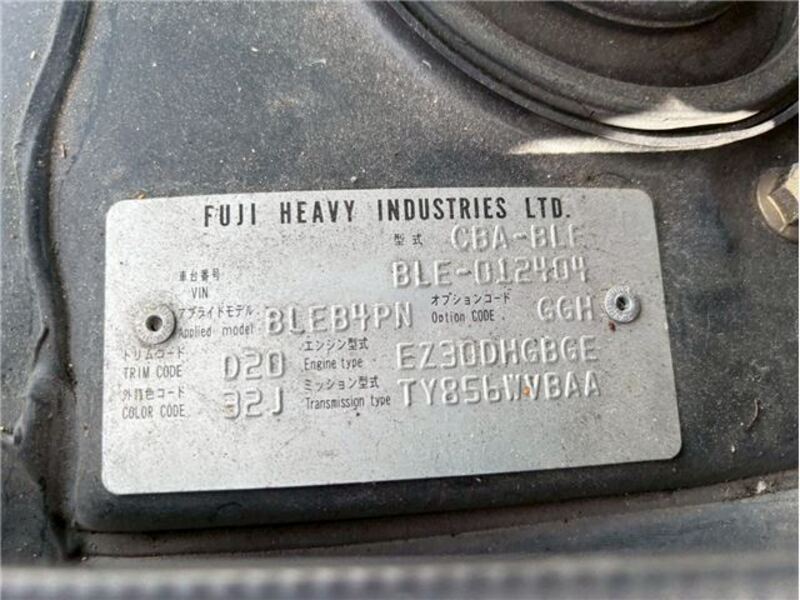 FUJI HEAVY INDUSTRIES LTD.
型式 CBA-BLE
車台番号 VIN BLE-012404
アプライドモデル Applied model BLEB4PN オプションコード Option CODE GGH
トリムコード TRIM CODE D20 エンジン型式 Engine type EZ30DHGBGE
外装色コード COLOR CODE 32J ミッション型式 Transmission type TY856WVBAA